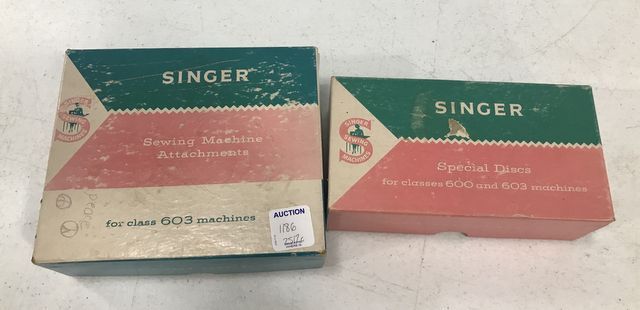 SINGER
SINGER
SEWING
MACHINES
Sewing Machine
Attachments
for class 603 machines
Peace
AUCTION
1186
SINGER
SINGER
SEWING
MACHINES
Special Discs
for classes 600 and 603 machines